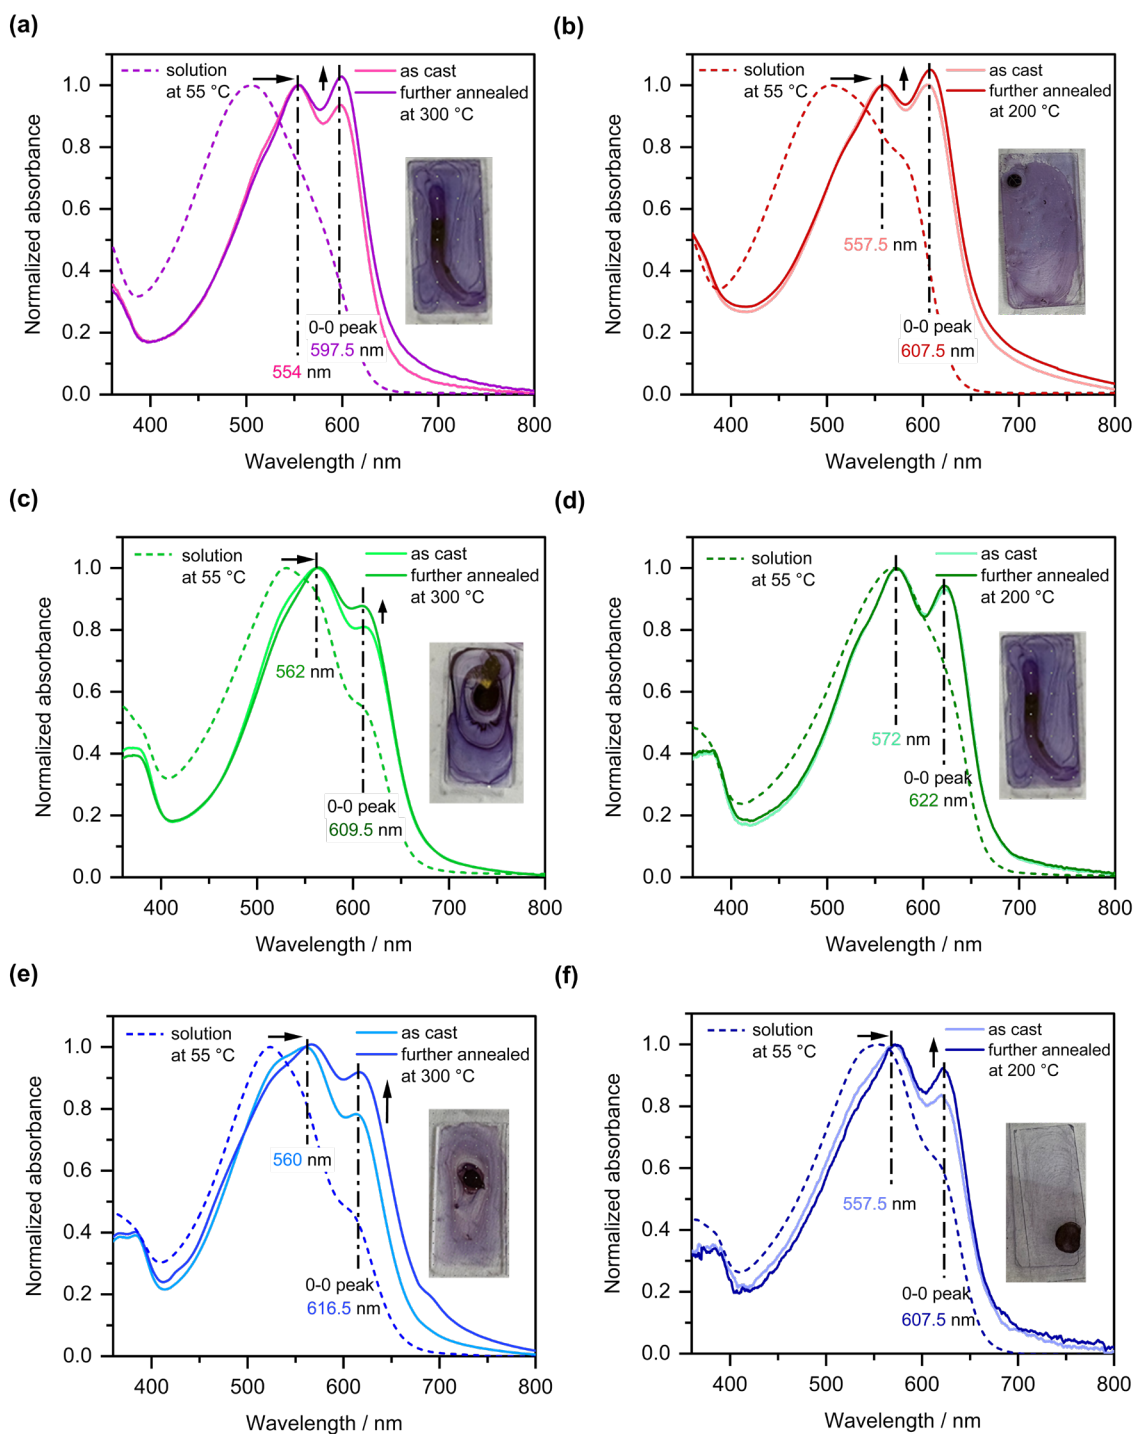 (a)
solution
at 55 °C
as cast
further annealed
at 300 °C
1.0
0.8
0.6
0.4
0.2
0.0
Normalized absorbance
0-0 peak
597.5 nm
554 nm
400
500
600
700
800
Wavelength / nm
(b)
solution
at 55 °C
as cast
further annealed
at 200 °C
1.0
0.8
0.6
0.4
0.2
0.0
Normalized absorbance
557.5 nm
0-0 peak
607.5 nm
400
500
600
700
800
Wavelength / nm
(c)
solution
at 55 °C
as cast
further annealed
at 300 °C
1.0
0.8
0.6
0.4
0.2
0.0
Normalized absorbance
562 nm
0-0 peak
609.5 nm
400
500
600
700
800
Wavelength / nm
(d)
solution
at 55 °C
as cast
further annealed
at 200 °C
1.0
0.8
0.6
0.4
0.2
0.0
Normalized absorbance
572 nm
0-0 peak
622 nm
400
500
600
700
800
Wavelength / nm
(e)
solution
at 55 °C
as cast
further annealed
at 300 °C
1.0
0.8
0.6
0.4
0.2
0.0
Normalized absorbance
560 nm
0-0 peak
616.5 nm
400
500
600
700
800
Wavelength / nm
(f)
solution
at 55 °C
as cast
further annealed
at 200 °C
1.0
0.8
0.6
0.4
0.2
0.0
Normalized absorbance
557.5 nm
0-0 peak
607.5 nm
400
500
600
700
800
Wavelength / nm